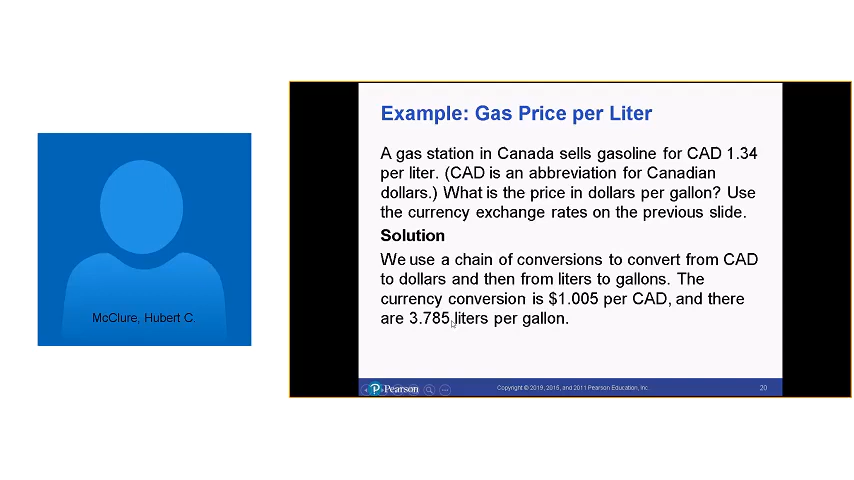 McClure, Hubert C.
Example: Gas Price per Liter
A gas station in Canada sells gasoline for CAD 1.34
per liter. (CAD is an abbreviation for Canadian
dollars.) What is the price in dollars per gallon? Use
the currency exchange rates on the previous slide.
Solution
We use a chain of conversions to convert from CAD
to dollars and then from liters to gallons. The
currency conversion is $1.005 per CAD, and there
are 3.785 liters per gallon.
Pearson
Copyright © 2019, 2015, and 2011 Pearson Education, Inc.
20